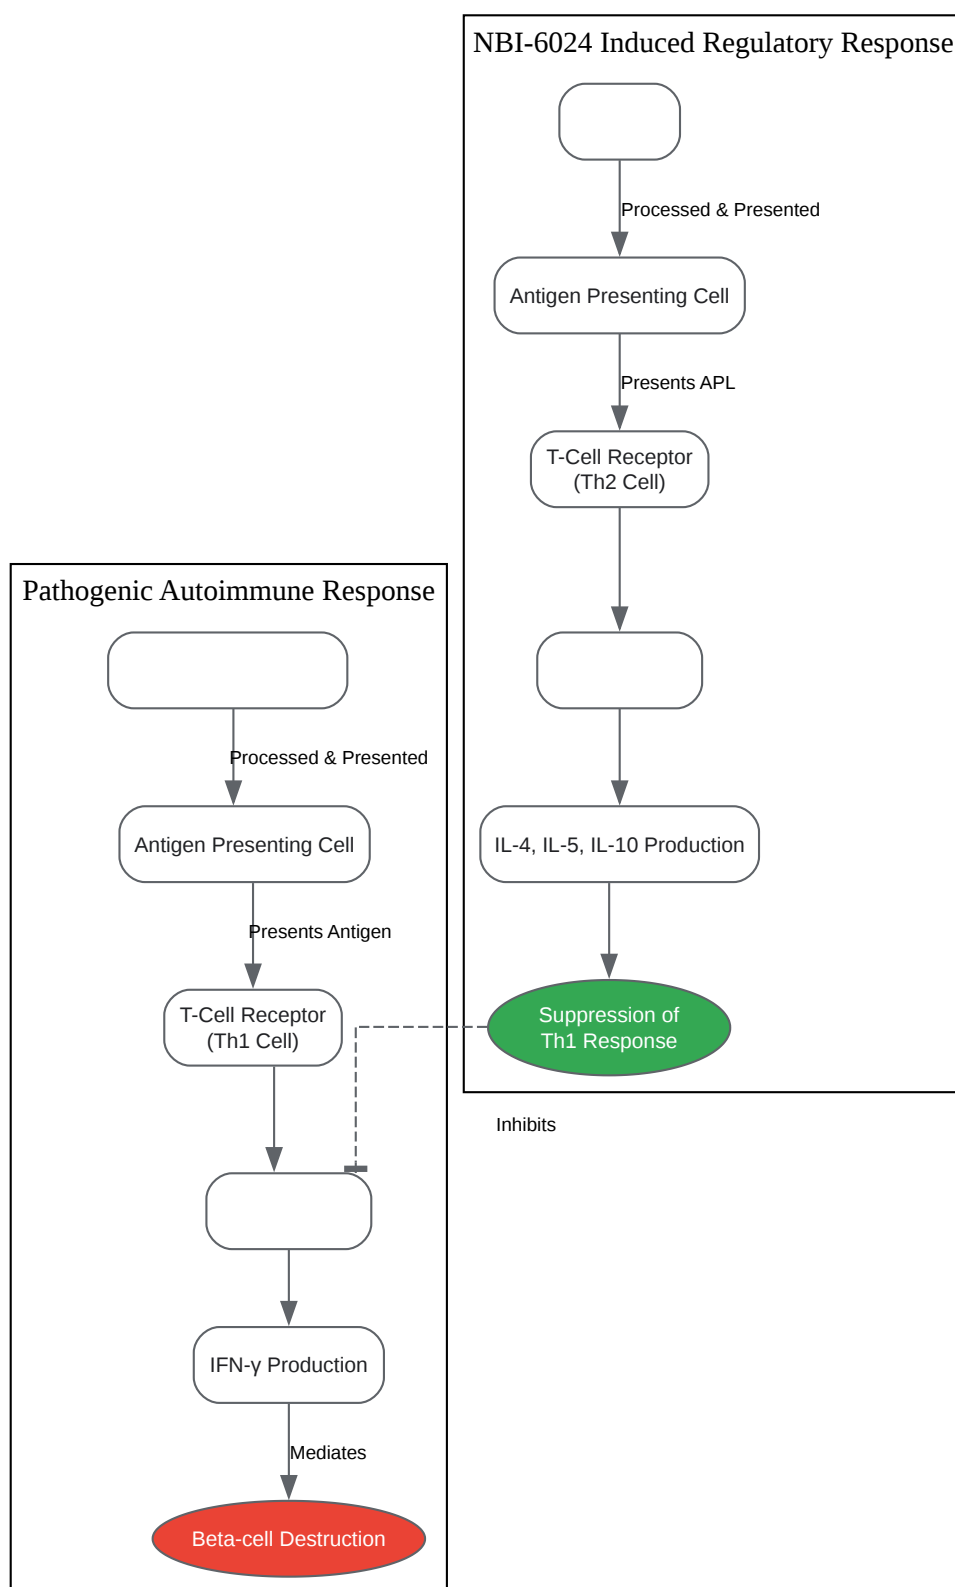 NBI-6024 Induced Regulatory Response
Processed & Presented
Antigen Presenting Cell
Presents APL
T-Cell Receptor
(Th2 Cell)
IL-4, IL-5, IL-10 Production
Suppression of
Th1 Response
Inhibits
Pathogenic Autoimmune Response
Processed & Presented
Antigen Presenting Cell
Presents Antigen
T-Cell Receptor
(Th1 Cell)
IFN-γ Production
Mediates
Beta-cell Destruction